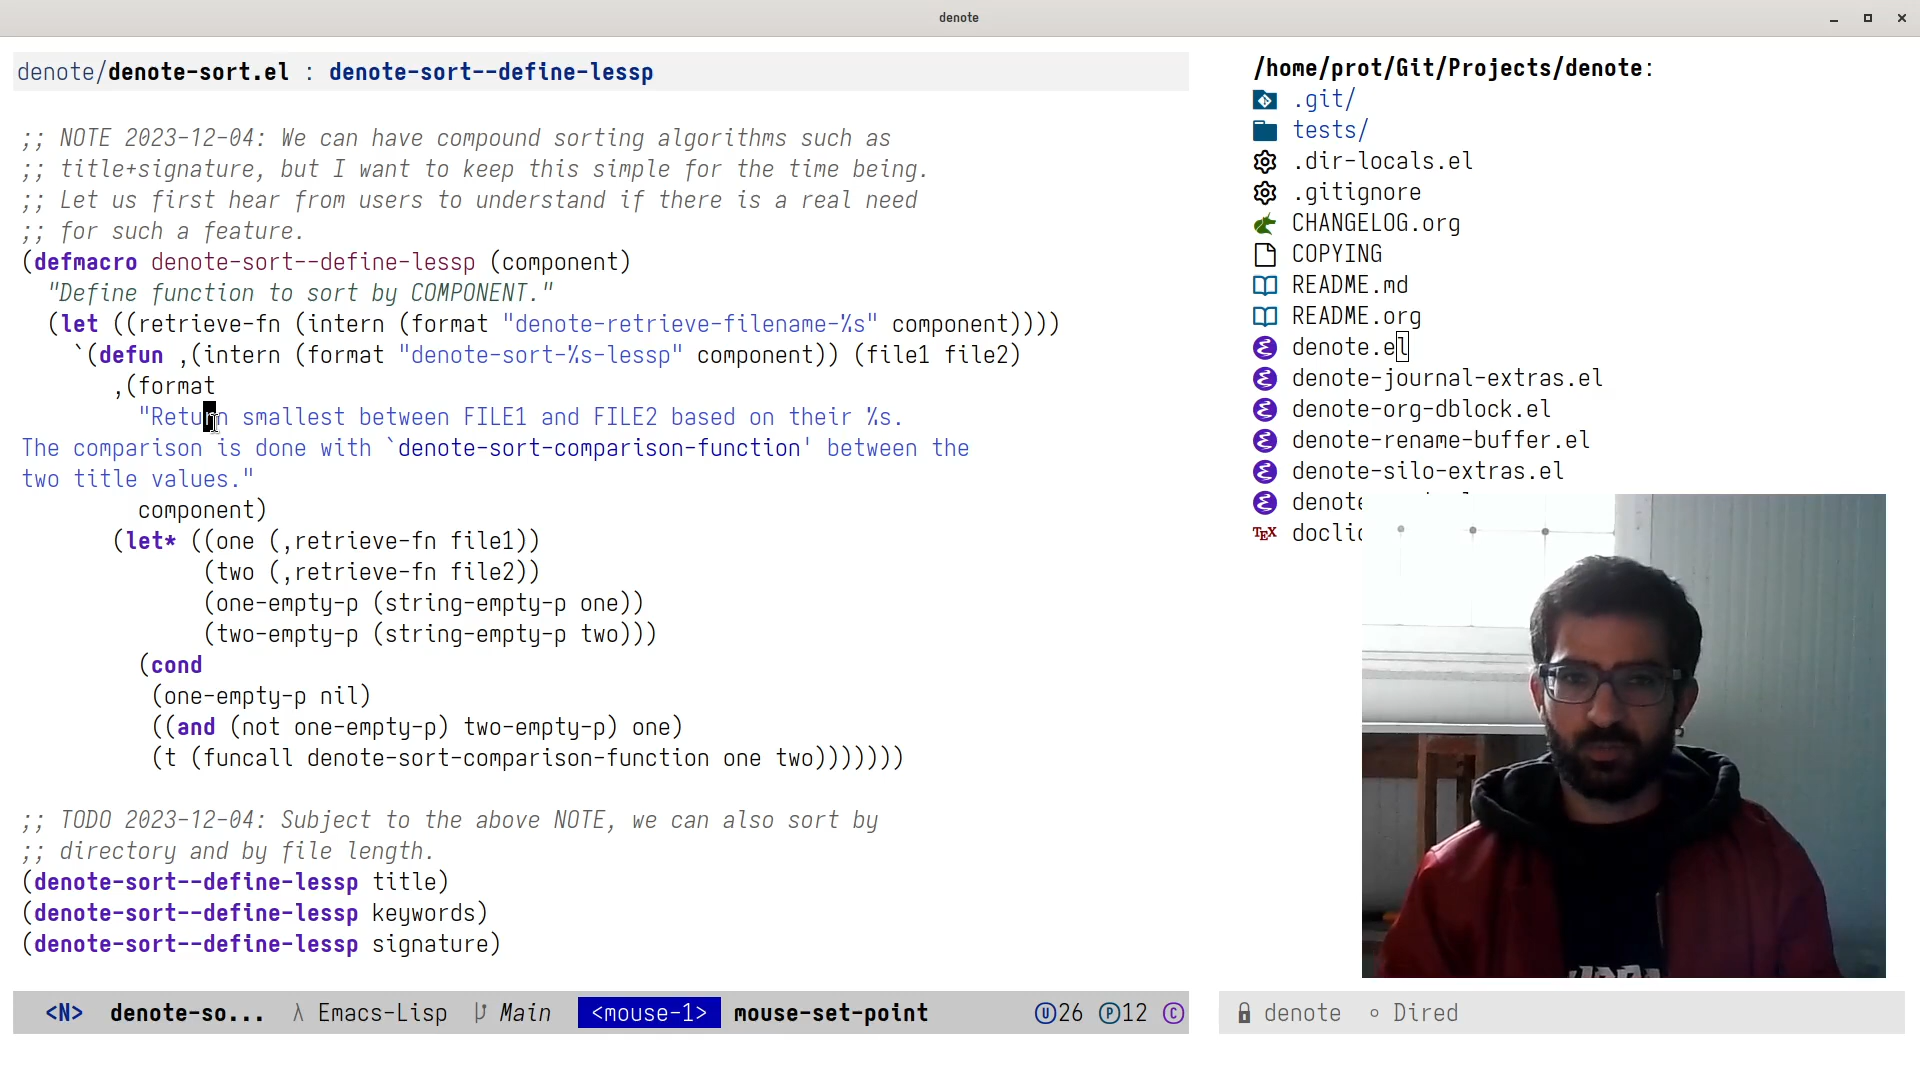 denote
denote/denote-sort.el : denote-sort--define-lessp
;; NOTE 2023-12-04: We can have compound sorting algorithms such as
;; title+signature, but I want to keep this simple for the time being.
;; Let us first hear from users to understand if there is a real need
;; for such a feature.
(defmacro denote-sort--define-lessp (component)
"Define function to sort by COMPONENT."
(let ((retrieve-fn (intern (format "denote-retrieve-filename-%s" component))))
`(defun ,(intern (format "denote-sort-%s-lessp" component)) (file1 file2)
,(format
"Return smallest between FILE1 and FILE2 based on their %s.
The comparison is done with `denote-sort-comparison-function' between the
two title values."
component)
(let* ((one (,retrieve-fn file1))
(two (,retrieve-fn file2))
(one-empty-p (string-empty-p one))
(two-empty-p (string-empty-p two)))
(cond
(one-empty-p nil)
((and (not one-empty-p) two-empty-p) one)
(t (funcall denote-sort-comparison-function one two)))))))
;; TODO 2023-12-04: Subject to the above NOTE, we can also sort by
;; directory and by file length.
(denote-sort--define-lessp title)
(denote-sort--define-lessp keywords)
(denote-sort--define-lessp signature)
<N> denote-so... λ Emacs-Lisp Main <mouse-1> mouse-set-point U26 P12 C
/home/prot/Git/Projects/denote:
.git/
tests/
.dir-locals.el
.gitignore
CHANGELOG.org
COPYING
README.md
README.org
denote.el
denote-journal-extras.el
denote-org-dblock.el
denote-rename-buffer.el
denote-silo-extras.el
denote
TEX doclic
denote Dired